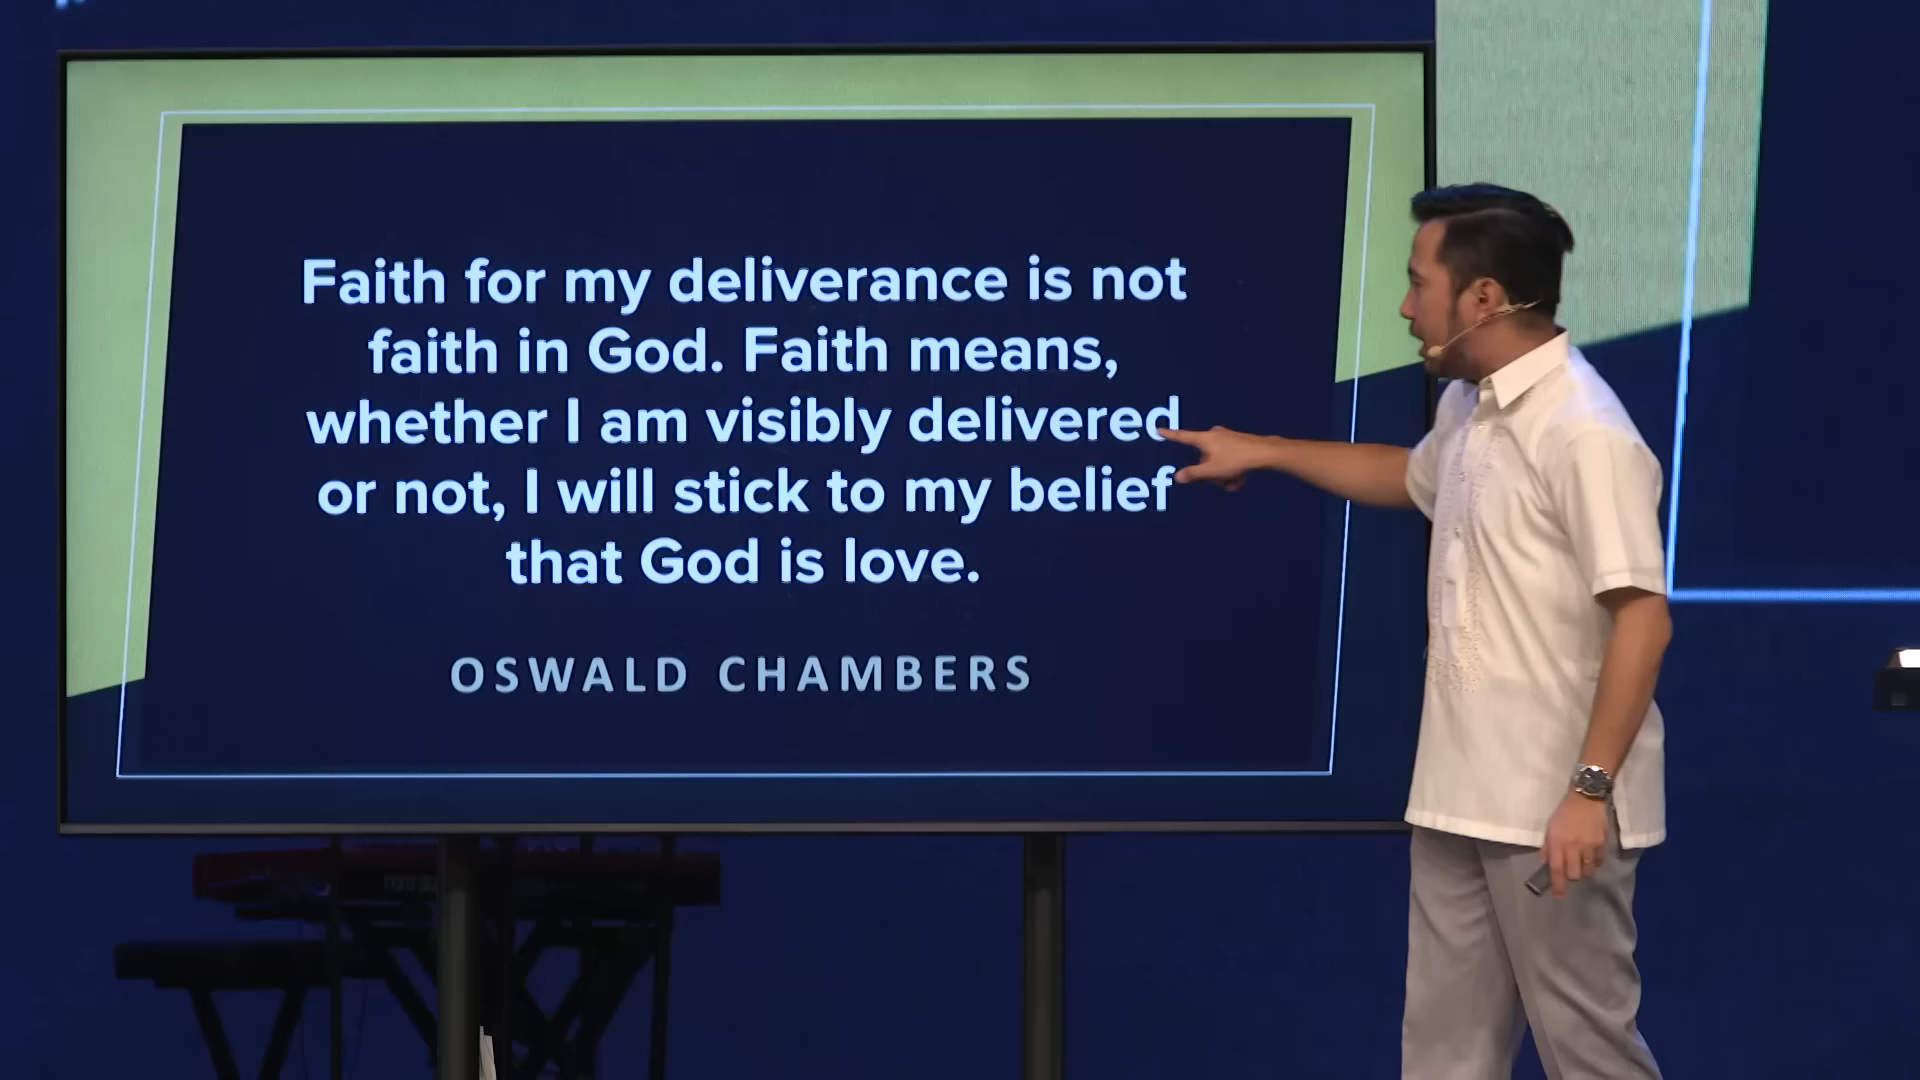 Faith for my deliverance is not
faith in God. Faith means,
whether I am visibly delivered
or not, I will stick to my belief
that God is love.
OSWALD CHAMBERS